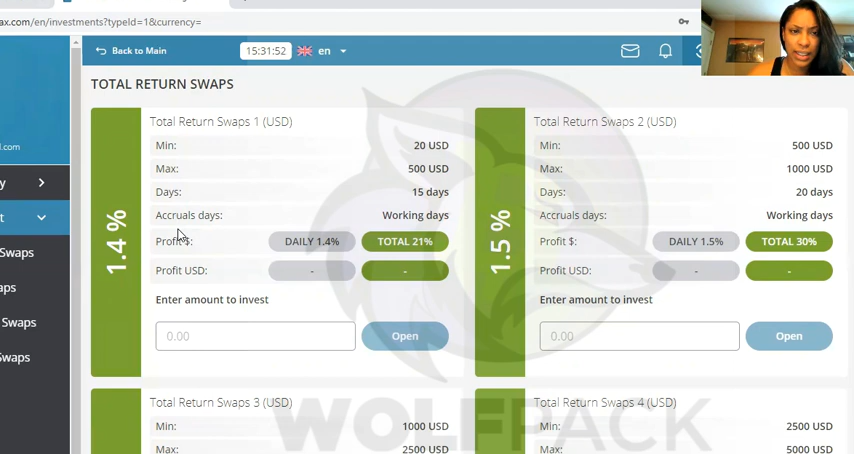 ax.com/en/investments?typeId=1&currency=
Back to Main
15:31:52
en
.com
y
t
Swaps
aps
Swaps
Swaps
TOTAL RETURN SWAPS
1.4 %
Total Return Swaps 1 (USD)
Min: 20 USD
Max: 500 USD
Days: 15 days
Accruals days: Working days
Profit $: DAILY 1.4% TOTAL 21%
Profit USD: - -
Enter amount to invest
0.00 Open
1.5 %
Total Return Swaps 2 (USD)
Min: 500 USD
Max: 1000 USD
Days: 20 days
Accruals days: Working days
Profit $: DAILY 1.5% TOTAL 30%
Profit USD: - -
Enter amount to invest
0.00 Open
Total Return Swaps 3 (USD)
Min: 1000 USD
Max: 2500 USD
Total Return Swaps 4 (USD)
Min: 2500 USD
Max: 5000 USD
WOLFPACK